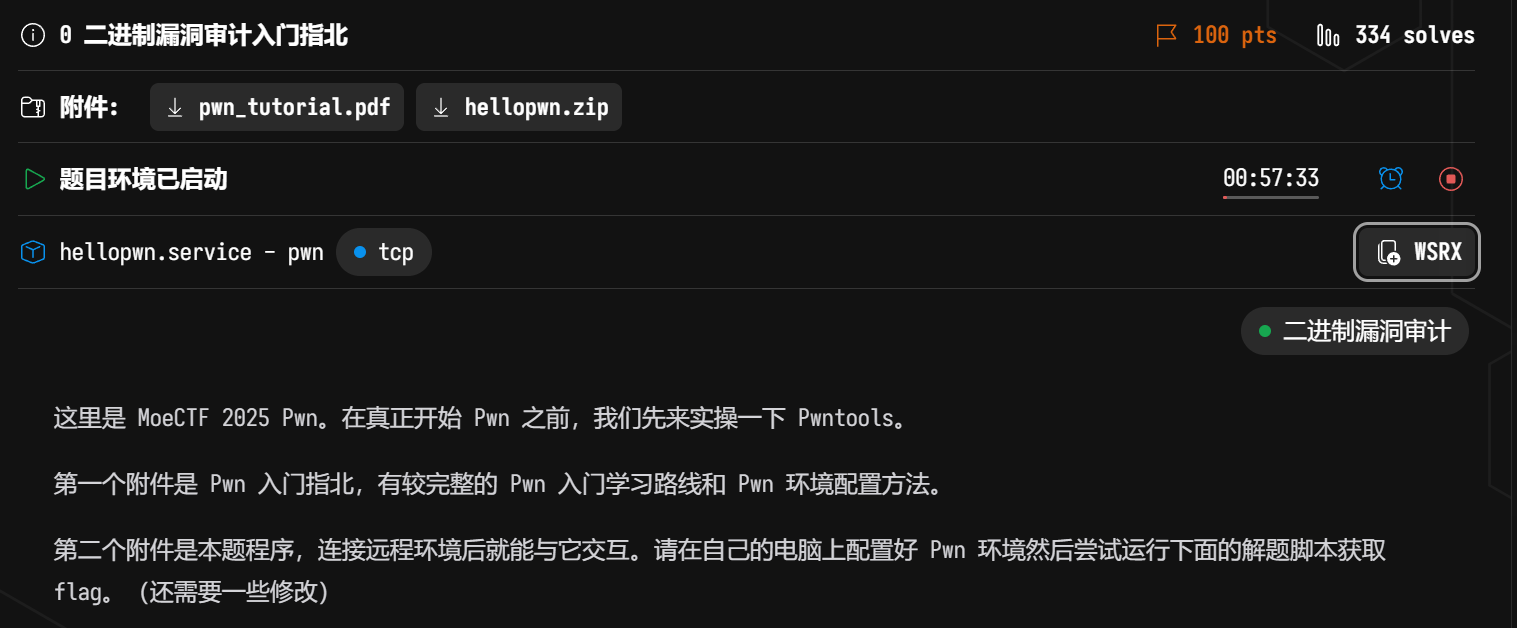 0 二进制漏洞审计入门指北 100 pts 334 solves
附件： pwn_tutorial.pdf hellopwn.zip
题目环境已启动 00:57:33
hellopwn.service - pwn tcp WSRX
二进制漏洞审计
这里是 MoeCTF 2025 Pwn。在真正开始 Pwn 之前，我们先来实操一下 Pwntools。
第一个附件是 Pwn 入门指北，有较完整的 Pwn 入门学习路线和 Pwn 环境配置方法。
第二个附件是本题程序，连接远程环境后就能与它交互。请在自己的电脑上配置好 Pwn 环境然后尝试运行下面的解题脚本获取
flag。（还需要一些修改）